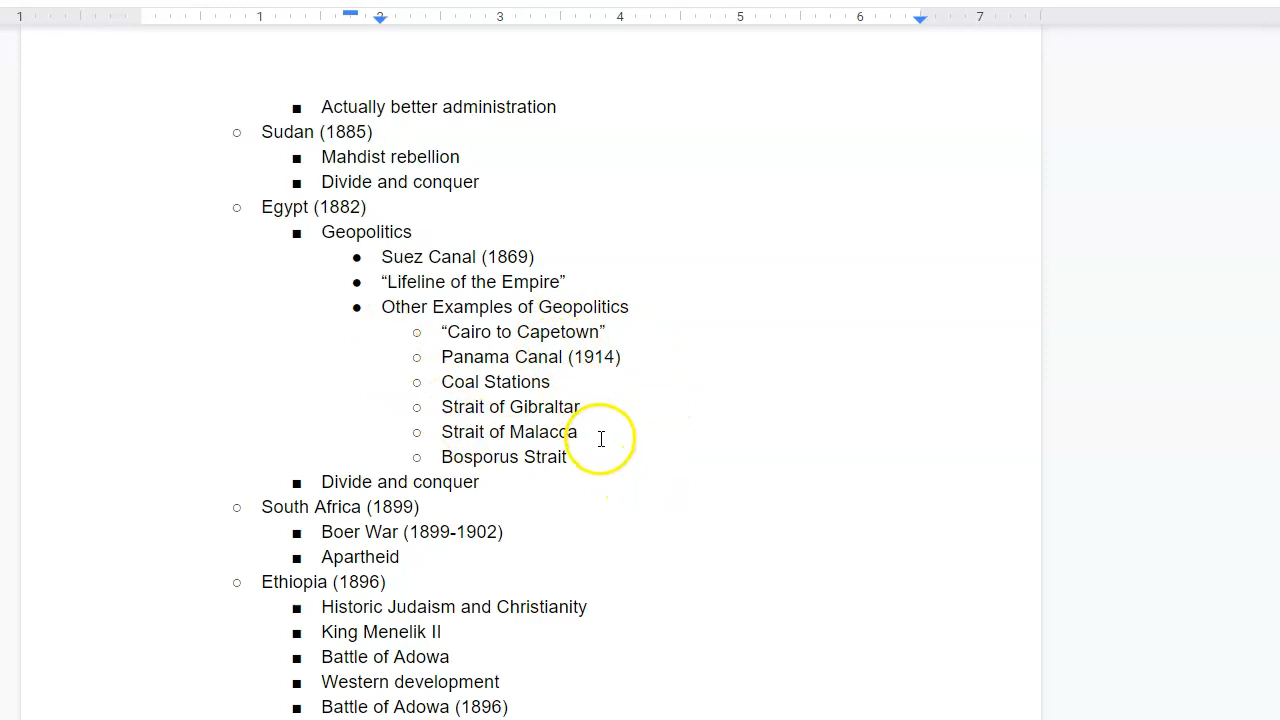 1 1 2 3 4 5 6 7
Actually better administration
Sudan (1885)
Mahdist rebellion
Divide and conquer
Egypt (1882)
Geopolitics
Suez Canal (1869)
“Lifeline of the Empire”
Other Examples of Geopolitics
“Cairo to Capetown”
Panama Canal (1914)
Coal Stations
Strait of Gibraltar
Strait of Malacca
Bosporus Strait
Divide and conquer
South Africa (1899)
Boer War (1899-1902)
Apartheid
Ethiopia (1896)
Historic Judaism and Christianity
King Menelik II
Battle of Adowa
Western development
Battle of Adowa (1896)